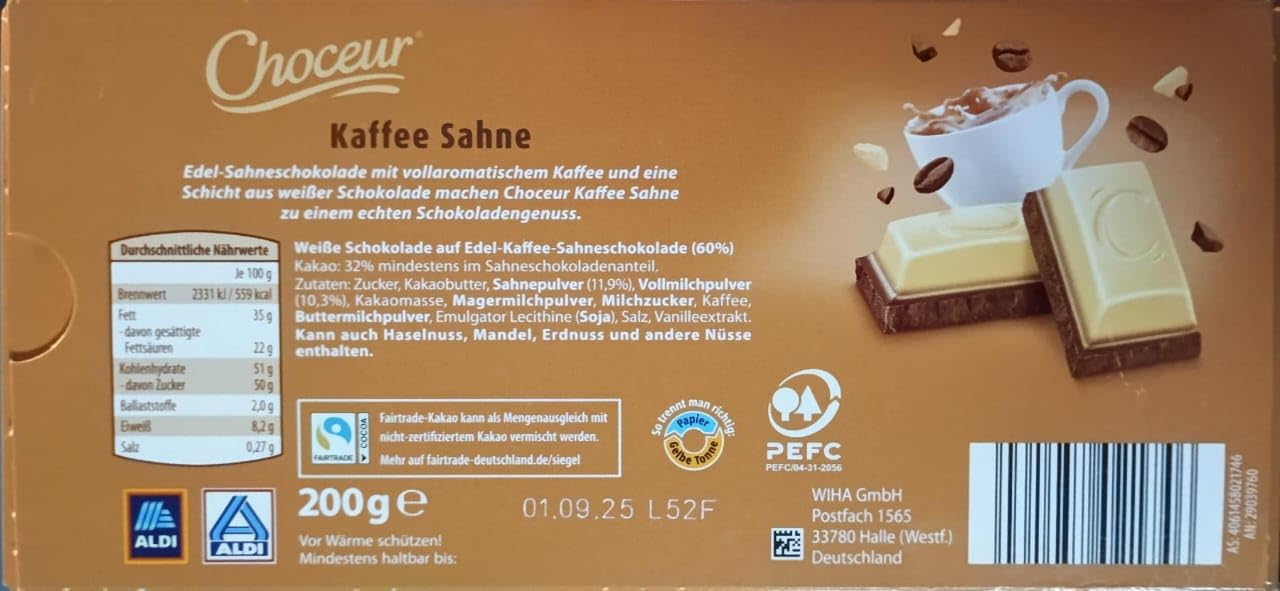 Choceur
Kaffee Sahne
Edel-Sahneschokolade mit vollaromatischem Kaffee und eine
Schicht aus weißer Schokolade machen Choceur Kaffee Sahne
zu einem echten Schokoladengenuss.
Durchschnittliche Nährwerte
Je 100 g
Brennwert 2331 kJ / 559 kcal
Fett 35 g
- davon gesättigte
Fettsäuren 22 g
Kohlenhydrate 51 g
- davon Zucker 50 g
Ballaststoffe 2,0 g
Eiweiß 8,2 g
Salz 0,27 g
Weiße Schokolade auf Edel-Kaffee-Sahneschokolade (60%)
Kakao: 32% mindestens im Sahneschokoladenanteil.
Zutaten: Zucker, Kakaobutter, Sahnepulver (11,9%), Vollmilchpulver
(10,3%), Kakaomasse, Magermilchpulver, Milchzucker, Kaffee,
Buttermilchpulver, Emulgator Lecithine (Soja), Salz, Vanilleextrakt.
Kann auch Haselnuss, Mandel, Erdnuss und andere Nüsse
enthalten.
FAIRTRADE
COCOA
Fairtrade-Kakao kann als Mengenausgleich mit
nicht-zertifiziertem Kakao vermischt werden.
Mehr auf fairtrade-deutschland.de/siegel
So trennt man richtig:
Papier
Gelbe Tonne
PEFC
PEFC/04-31-2056
ALDI
ALDI
200 g e
Vor Wärme schützen!
Mindestens haltbar bis:
01.09.25 L52F
WIHA GmbH
Postfach 1565
33780 Halle (Westf.)
Deutschland
AS: 4061458021746
AN: 29039760